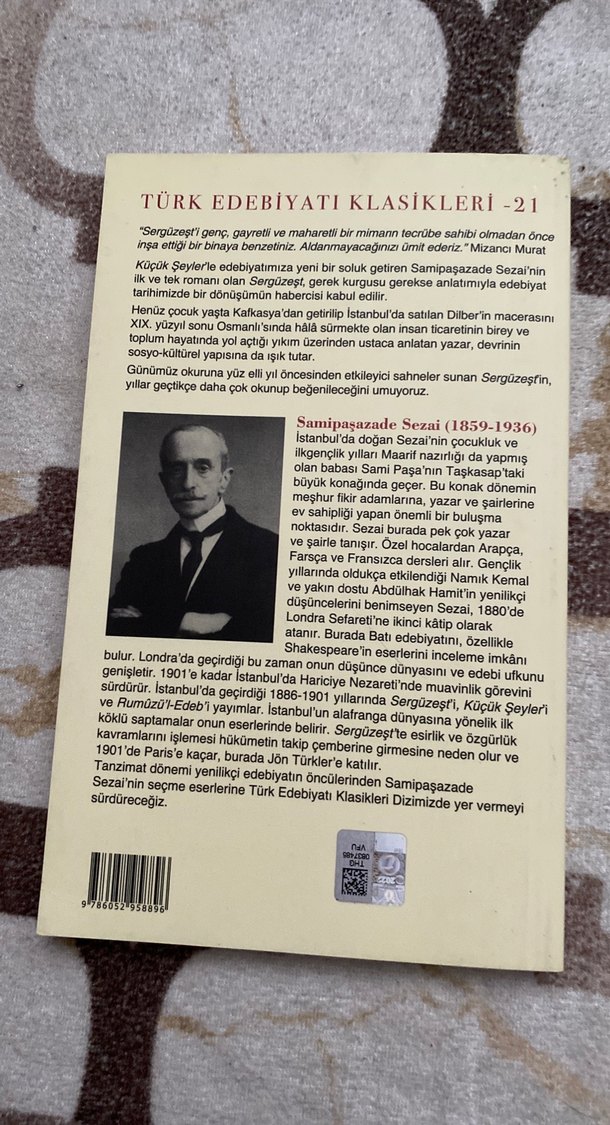 TÜRK EDEBİYATI KLASİKLERİ -21
"Sergüzeşt'i genç, gayretli ve maharetli bir mimarın tecrübe sahibi olmadan önce
inşa ettiği bir binaya benzetiniz. Aldanmayacağınızı ümit ederiz." Mizancı Murat
Küçük Şeyler'le edebiyatımıza yeni bir soluk getiren Samipaşazade Sezai'nin
ilk ve tek romanı olan Sergüzeşt, gerek kurgusu gerekse anlatımıyla edebiyat
tarihimizde bir dönüşümün habercisi kabul edilir.
Henüz çocuk yaşta Kafkasya'dan getirilip İstanbul'da satılan Dilber'in macerasını
XIX. yüzyıl sonu Osmanlı'sında hâlâ sürmekte olan insan ticaretinin birey ve
toplum hayatında yol açtığı yıkım üzerinden ustaca anlatan yazar, devrinin
sosyo-kültürel yapısına da ışık tutar.
Günümüz okuruna yüz elli yıl öncesinden etkileyici sahneler sunan Sergüzeşt'in,
yıllar geçtikçe daha çok okunup beğenileceğini umuyoruz.
Samipaşazade Sezai (1859-1936)
İstanbul'da doğan Sezai'nin çocukluk ve
ilkgençlik yılları Maarif nazırlığı da yapmış
olan babası Sami Paşa'nın Taşkasap'taki
büyük konağında geçer. Bu konak dönemin
meşhur fikir adamlarına, yazar ve şairlerine
ev sahipliği yapan önemli bir buluşma
noktasıdır. Sezai burada pek çok yazar
ve şairle tanışır. Özel hocalardan Arapça,
Farsça ve Fransızca dersleri alır. Gençlik
yıllarında oldukça etkilendiği Namık Kemal
ve yakın dostu Abdülhak Hamit'in yenilikçi
düşüncelerini benimseyen Sezai, 1880'de
Londra Sefareti'ne ikinci kâtip olarak
atanır. Burada Batı edebiyatını, özellikle
Shakespeare'in eserlerini inceleme imkânı
bulur. Londra'da geçirdiği bu zaman onun düşünce dünyasını ve edebi ufkunu
genişletir. 1901'e kadar İstanbul'da Hariciye Nezareti'nde muavinlik görevini
sürdürür. İstanbul'da geçirdiği 1886-1901 yıllarında Sergüzeşt'i, Küçük Şeyler'i
ve Rumûzü'l-Edeb'i yayımlar. İstanbul'un alafranga dünyasına yönelik ilk
köklü saptamalar onun eserlerinde belirir. Sergüzeşt'te esirlik ve özgürlük
kavramlarını işlemesi hükümetin takip çemberine girmesine neden olur ve
1901'de Paris'e kaçar, burada Jön Türkler'e katılır.
Tanzimat dönemi yenilikçi edebiyatın öncülerinden Samipaşazade
Sezai'nin seçme eserlerine Türk Edebiyatı Klasikleri Dizimizde yer vermeyi
sürdüreceğiz.
THG
0837485
VFU
2022
9 786052 958896